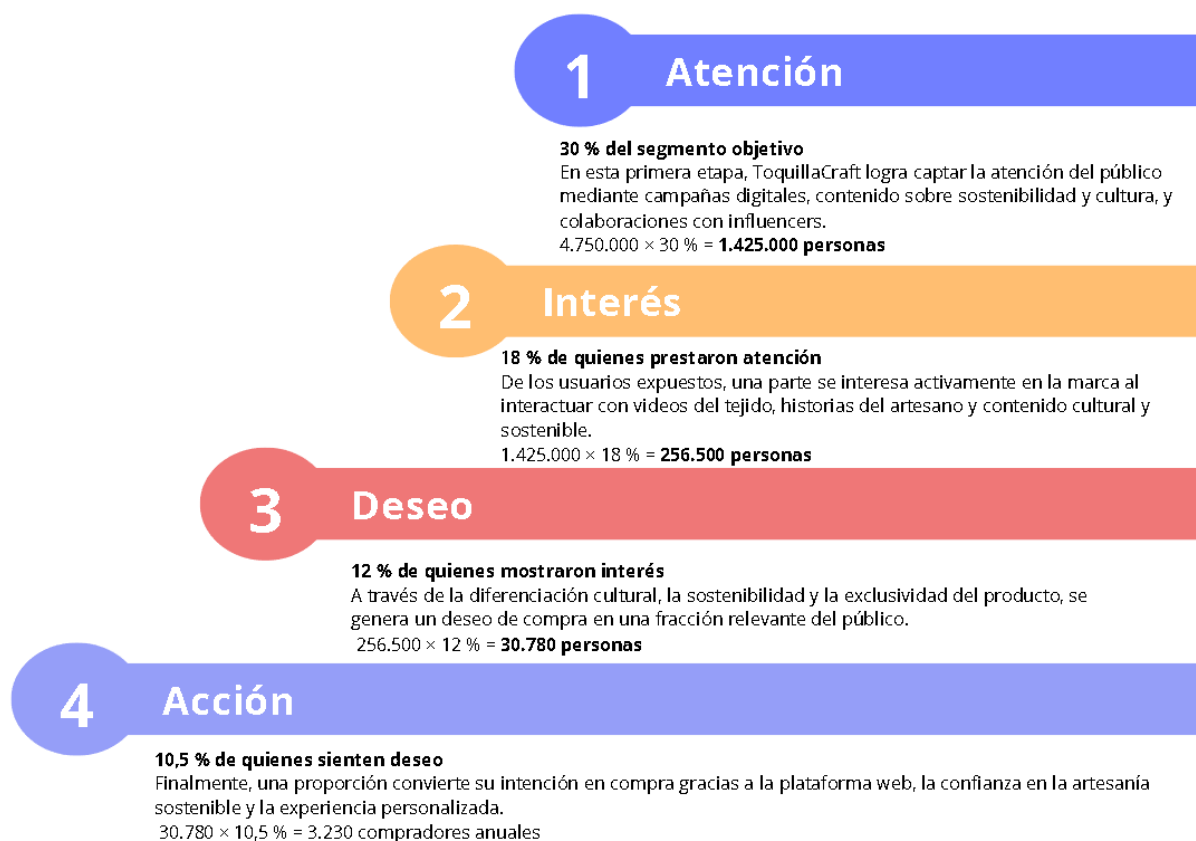 1 Atención
30 % del segmento objetivo
En esta primera etapa, ToquillaCraft logra captar la atención del público
mediante campañas digitales, contenido sobre sostenibilidad y cultura, y
colaboraciones con influencers.
4.750.000 × 30 % = 1.425.000 personas
2 Interés
18 % de quienes prestaron atención
De los usuarios expuestos, una parte se interesa activamente en la marca al
interactuar con videos del tejido, historias del artesano y contenido cultural y
sostenible.
1.425.000 × 18 % = 256.500 personas
3 Deseo
12 % de quienes mostraron interés
A través de la diferenciación cultural, la sostenibilidad y la exclusividad del producto, se
genera un deseo de compra en una fracción relevante del público.
256.500 × 12 % = 30.780 personas
4 Acción
10,5 % de quienes sienten deseo
Finalmente, una proporción convierte su intención en compra gracias a la plataforma web, la confianza en la artesanía
sostenible y la experiencia personalizada.
30.780 × 10,5 % = 3.230 compradores anuales